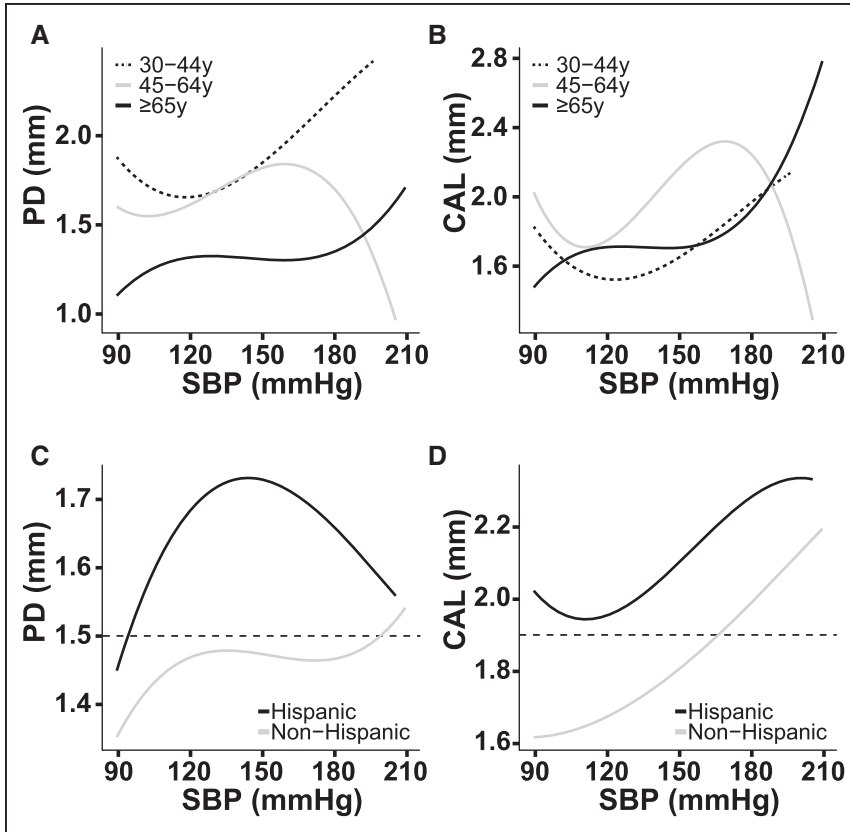 A
30−44y
45−64y
≥65y
PD (mm)
2.0
1.5
1.0
90 120 150 180 210
SBP (mmHg)
B
30−44y
45−64y
≥65y
CAL (mm)
2.8
2.4
2.0
1.6
90 120 150 180 210
SBP (mmHg)
C
PD (mm)
1.7
1.6
1.5
1.4
Hispanic
Non−Hispanic
90 120 150 180 210
SBP (mmHg)
D
CAL (mm)
2.2
2.0
1.8
1.6
Hispanic
Non−Hispanic
90 120 150 180 210
SBP (mmHg)